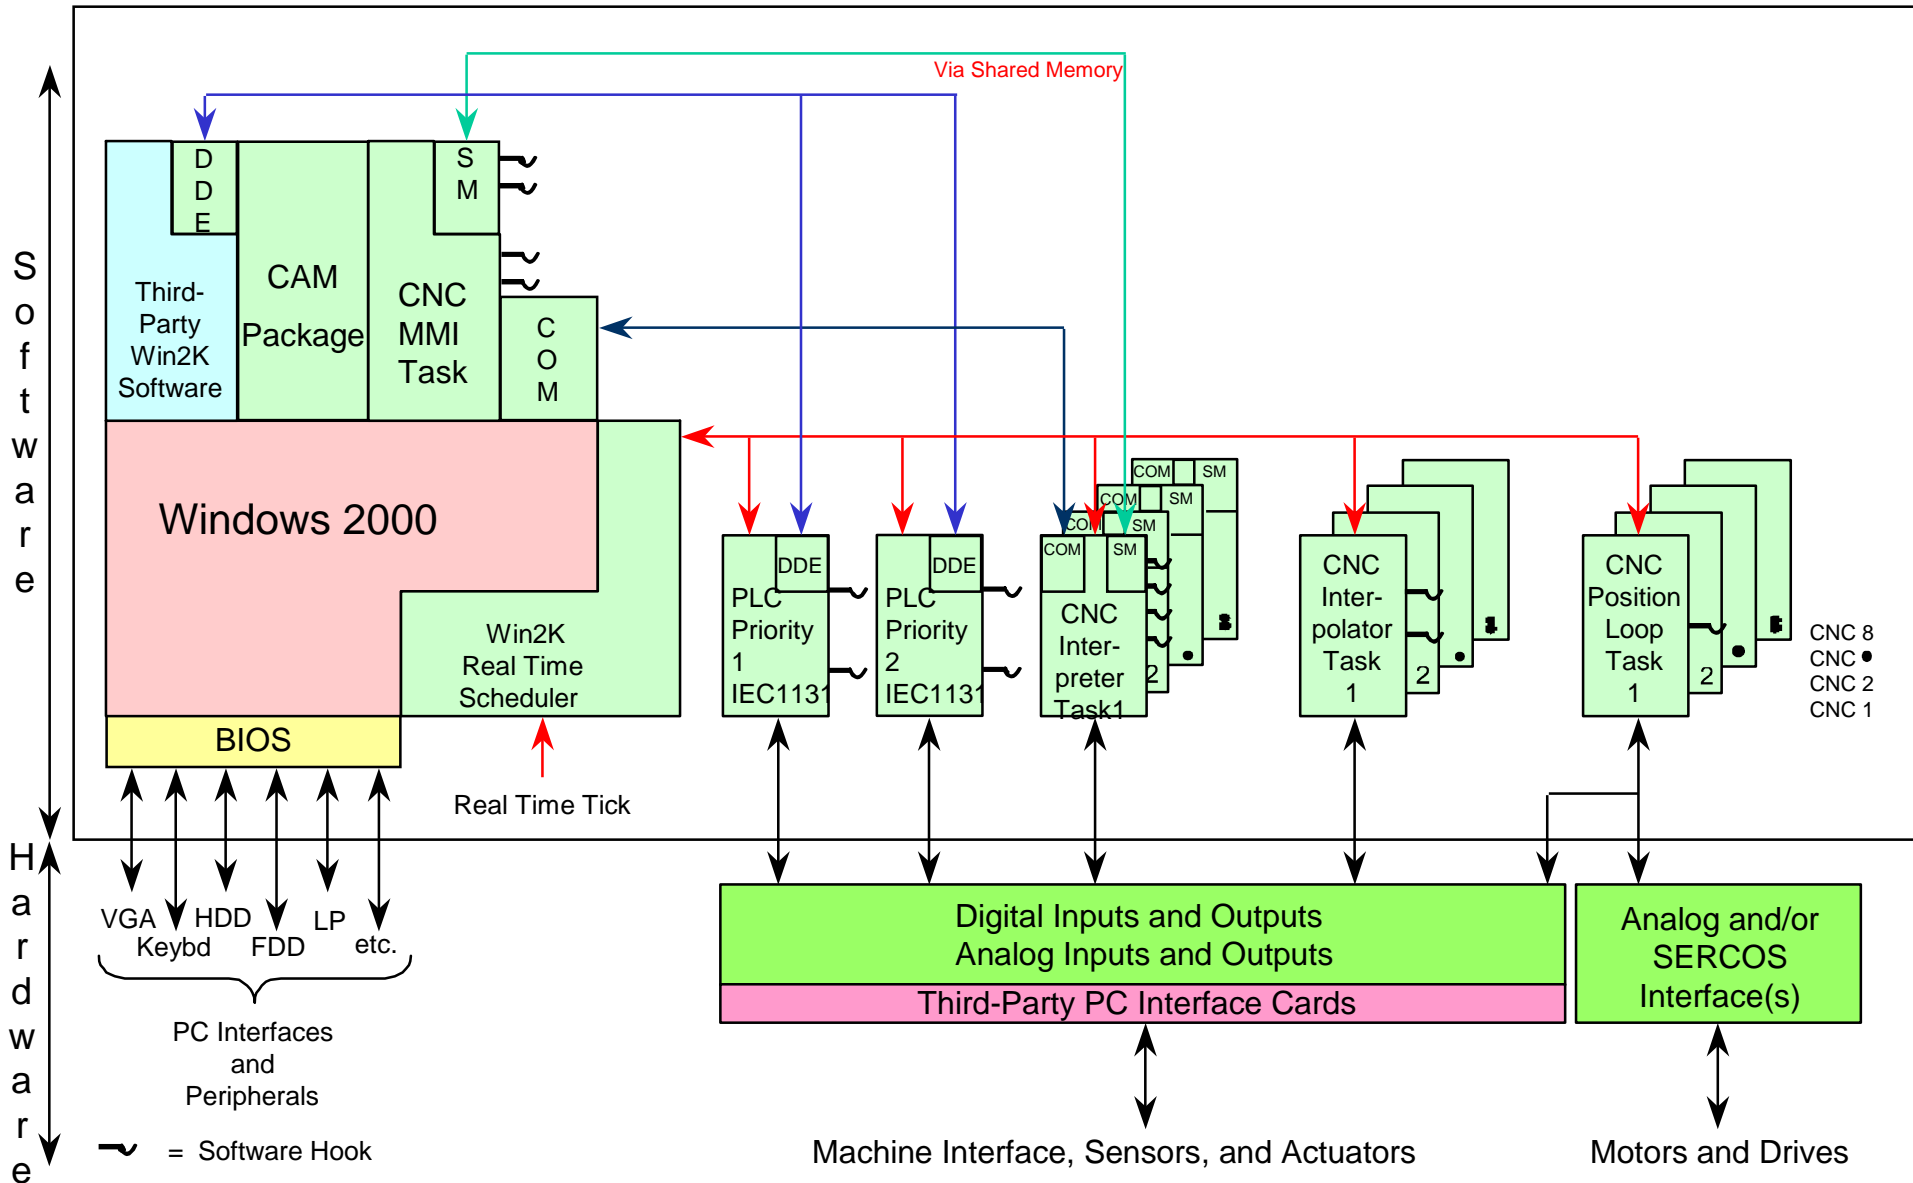 Via Shared Memory
D
D
E
S
M
Third-
Party
Win2K
Software
CAM
Package
CNC
MMI
Task
C
O
M
Windows 2000
Win2K
Real Time
Scheduler
BIOS
Real Time Tick
DDE
PLC
Priority
1
IEC1131
DDE
PLC
Priority
2
IEC1131
COM SM
COM SM
COM SM
COM SM
CNC
Inter-
preter
Task1
2
CNC
Inter-
polator
Task
1
2
CNC
Position
Loop
Task
1
2
CNC 8
CNC ●
CNC 2
CNC 1
S
o
f
t
w
a
r
e
H
a
r
d
w
a
r
e
VGA
Keybd
HDD
FDD
LP
etc.
PC Interfaces
and
Peripherals
= Software Hook
Digital Inputs and Outputs
Analog Inputs and Outputs
Third-Party PC Interface Cards
Analog and/or
SERCOS
Interface(s)
Machine Interface, Sensors, and Actuators
Motors and Drives